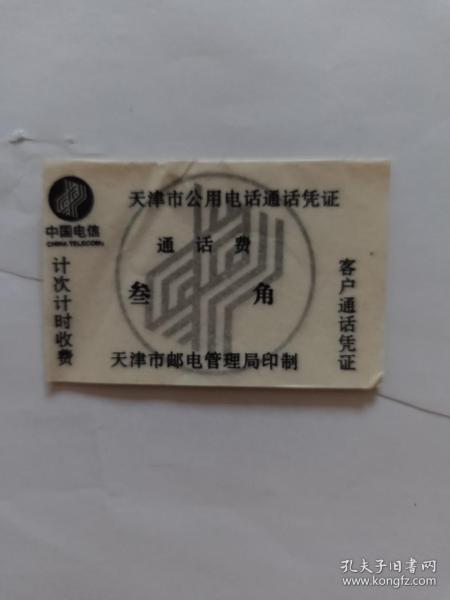 天津市公用电话通话凭证
中国电信
CHINA TELECOM
通话费
叁角
计次计时收费
客户通话凭证
天津市邮电管理局印制
孔夫子旧书网
www.kongfz.com